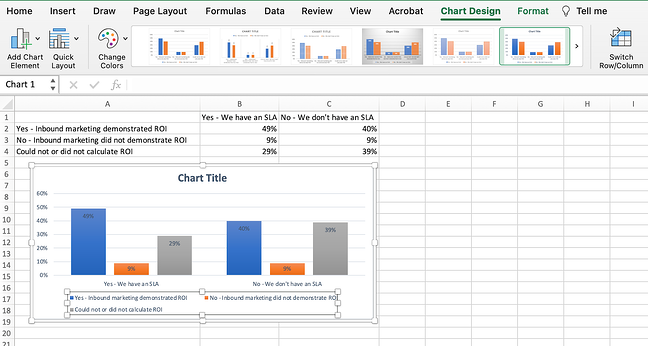 Home Insert Draw Page Layout Formulas Data Review View Acrobat Chart Design Format Tell me
Add Chart Element
Quick Layout
Change Colors
Switch Row/Column
Chart 1
fx
A B C D E F G H I
1 Yes - We have an SLA No - We don't have an SLA
2 Yes - Inbound marketing demonstrated ROI 49% 40%
3 No - Inbound marketing did not demonstrate ROI 9% 9%
4 Could not or did not calculate ROI 29% 39%
5
6
7
8
9
10
11
12
13
14
15
16
17
18
19
20
21
Chart Title
60%
50%
40%
30%
20%
10%
0%
49% 9% 29% 40% 9% 39%
Yes - We have an SLA No - We don't have an SLA
Yes - Inbound marketing demonstrated ROI No - Inbound marketing did not demonstrate ROI
Could not or did not calculate ROI